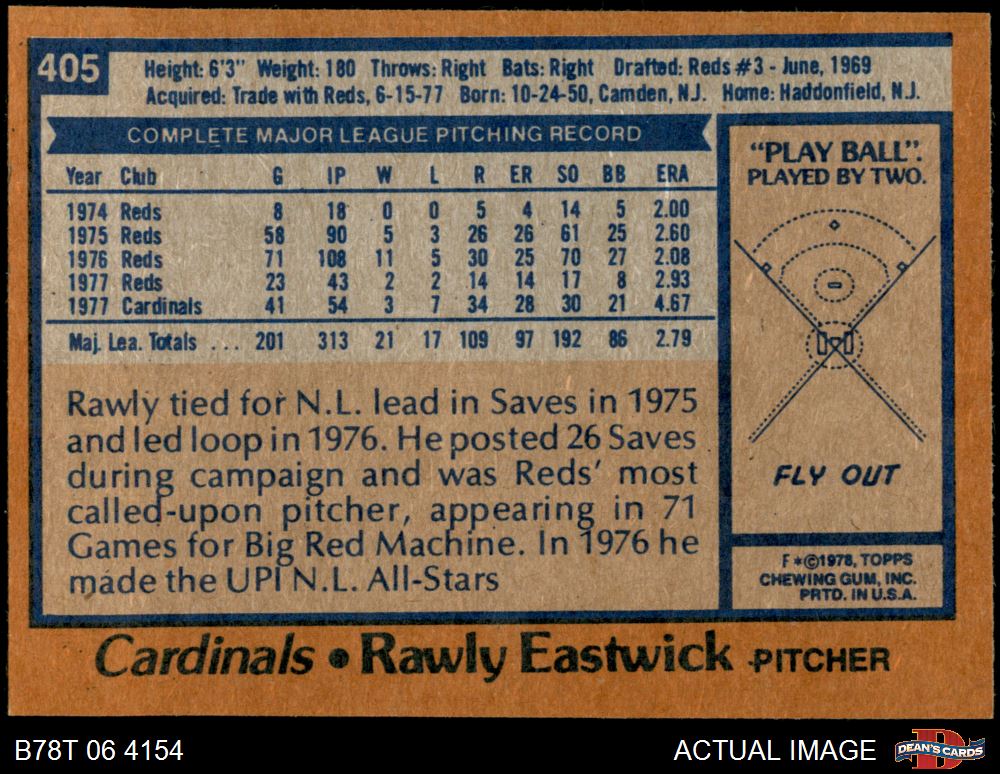 405
Height: 6'3" Weight: 180 Throws: Right Bats: Right Drafted: Reds #3 - June, 1969
Acquired: Trade with Reds, 6-15-77 Born: 10-24-50, Camden, N.J. Home: Haddonfield, N.J.
COMPLETE MAJOR LEAGUE PITCHING RECORD
Year Club G IP W L R ER SO BB ERA
1974 Reds 8 18 0 0 5 4 14 5 2.00
1975 Reds 58 90 5 3 26 26 61 25 2.60
1976 Reds 71 108 11 5 30 25 70 27 2.08
1977 Reds 23 43 2 2 14 14 17 8 2.93
1977 Cardinals 41 54 3 7 34 28 30 21 4.67
Maj. Lea. Totals ... 201 313 21 17 109 97 192 86 2.79
Rawly tied for N.L. lead in Saves in 1975
and led loop in 1976. He posted 26 Saves
during campaign and was Reds' most
called-upon pitcher, appearing in 71
Games for Big Red Machine. In 1976 he
made the UPI N.L. All-Stars
"PLAY BALL".
PLAYED BY TWO.
FLY OUT
F*©1978, TOPPS
CHEWING GUM, INC.
PRTD. IN U.S.A.
Cardinals • Rawly Eastwick - PITCHER
B78T 06 4154
ACTUAL IMAGE
D
DEAN'S CARDS